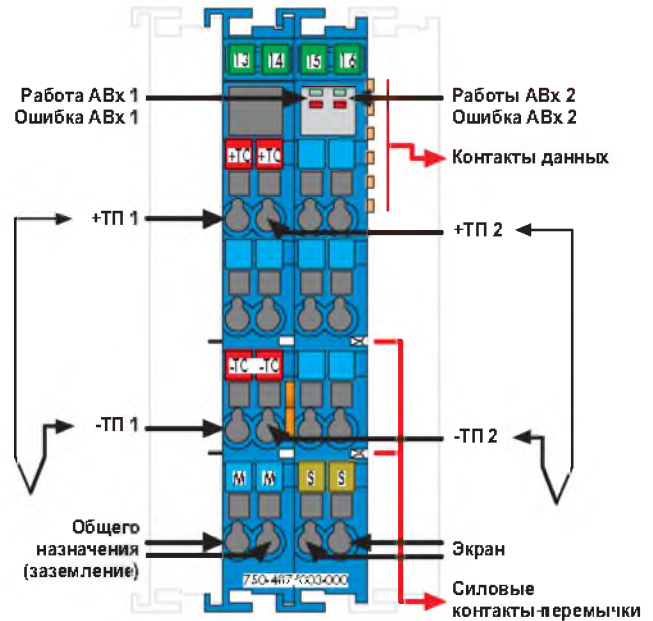 13 14 15 16
Работа АВх 1
Ошибка АВх 1
Работы АВх 2
Ошибка АВх 2
Контакты данных
+TC +TC
+ТП 1
+ТП 2
-TC -TC
-ТП 1
-ТП 2
M M S S
Общего
назначения
(заземление)
Экран
750-487/003-000
Силовые
контакты-перемычки